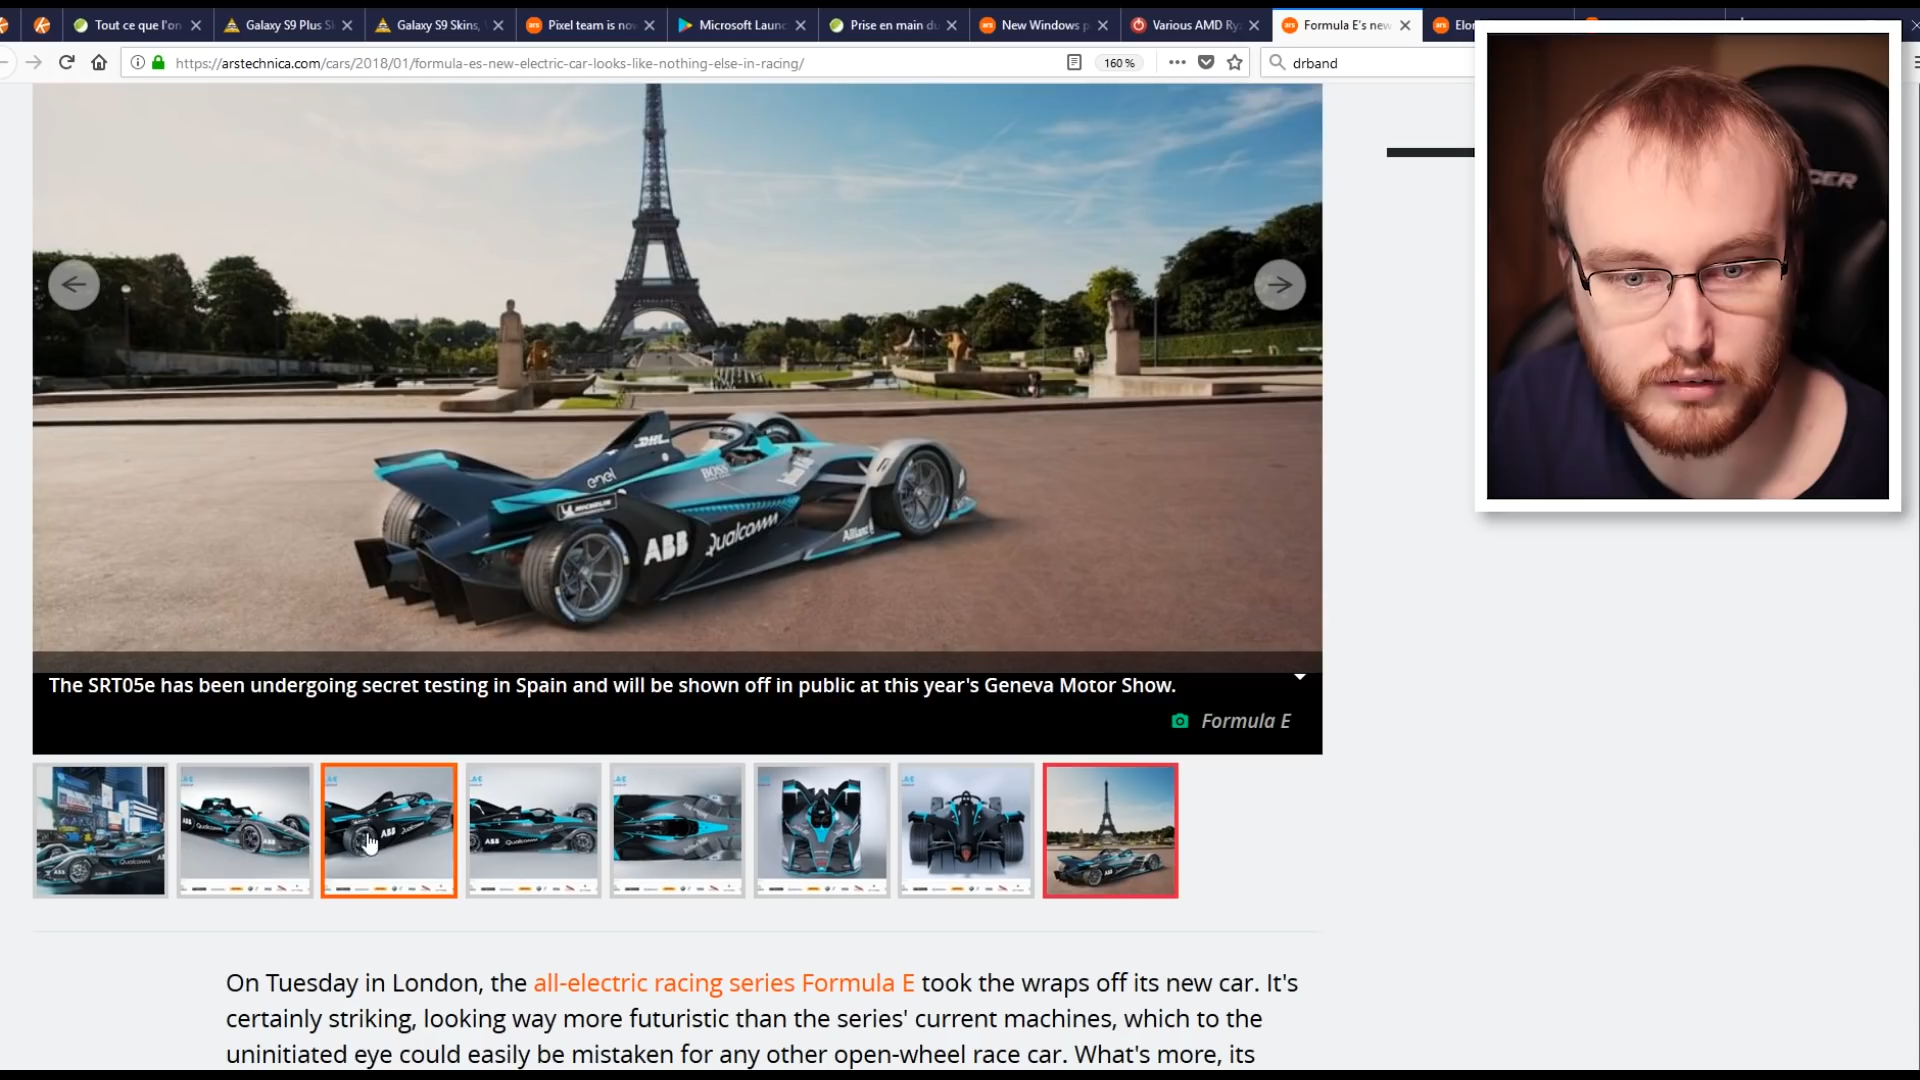 Tout ce que l'on
Galaxy S9 Plus S
Galaxy S9 Skins,
Pixel team is no
Microsoft Launc
Prise en main du
New Windows p
Various AMD Ry
Formula E's new
Elon
https://arstechnica.com/cars/2018/01/formula-es-new-electric-car-looks-like-nothing-else-in-racing/
160 %
drband
CER
DHL
enel
BOSS
MICHELIN
ABB
Qualcomm
Allianz
The SRT05e has been undergoing secret testing in Spain and will be shown off in public at this year's Geneva Motor Show.
Formula E
On Tuesday in London, the all-electric racing series Formula E took the wraps off its new car. It's
certainly striking, looking way more futuristic than the series' current machines, which to the
uninitiated eye could easily be mistaken for any other open-wheel race car. What's more, its